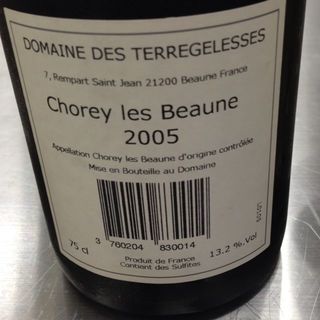 DOMAINE DES TERREGELESSES
7, Rempart Saint Jean 21200 Beaune France
Chorey les Beaune
2005
Appellation Chorey les Beaune d'origine contrôlée
Mise en Bouteille au Domaine
75 cl
3 760204 830014
13.2 %.vol
L0105
Produit de France
Contient des Sulfites